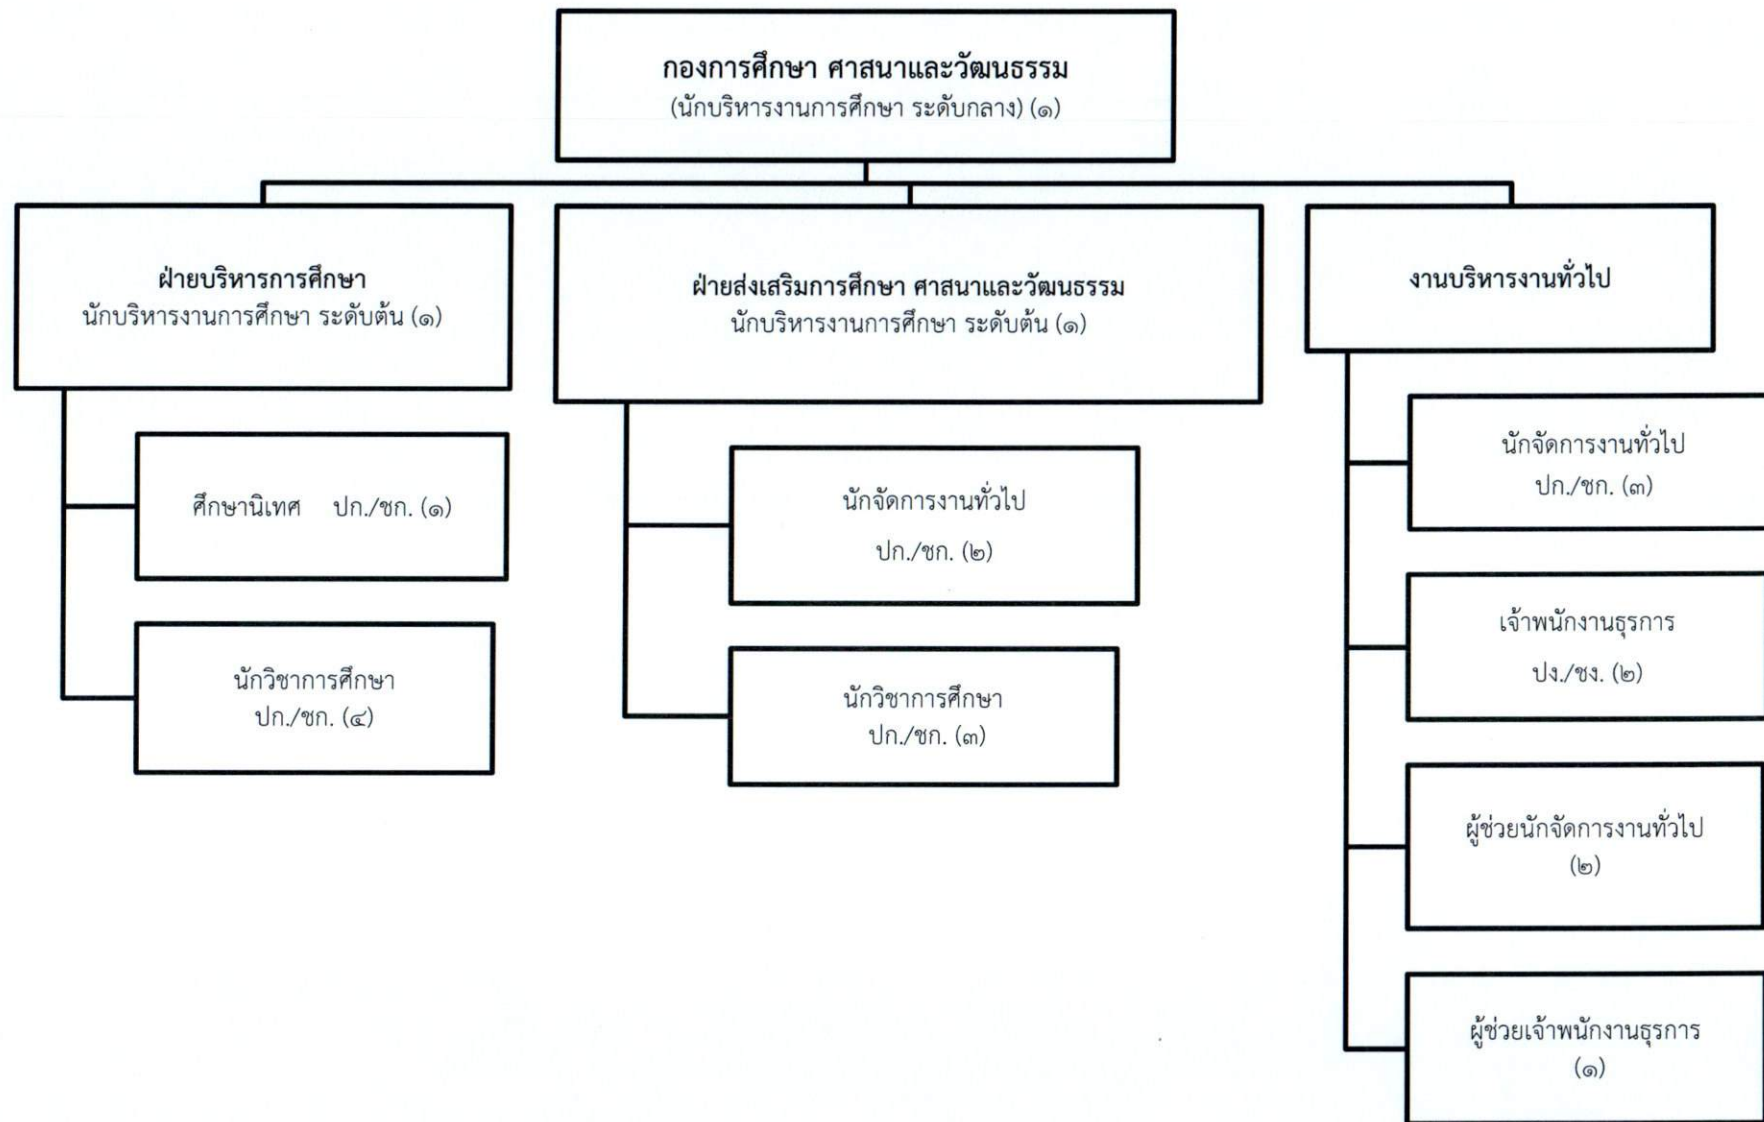 กองการศึกษา ศาสนาและวัฒนธรรม
(นักบริหารงานการศึกษา ระดับกลาง) (๑)
ฝ่ายบริหารการศึกษา
นักบริหารงานการศึกษา ระดับต้น (๑)
ศึกษานิเทศ ปก./ชก. (๑)
นักวิชาการศึกษา
ปก./ชก. (๔)
ฝ่ายส่งเสริมการศึกษา ศาสนาและวัฒนธรรม
นักบริหารงานการศึกษา ระดับต้น (๑)
นักจัดการงานทั่วไป
ปก./ชก. (๒)
นักวิชาการศึกษา
ปก./ชก. (๓)
งานบริหารงานทั่วไป
นักจัดการงานทั่วไป
ปก./ชก. (๓)
เจ้าพนักงานธุรการ
ปง./ชง. (๒)
ผู้ช่วยนักจัดการงานทั่วไป
(๒)
ผู้ช่วยเจ้าพนักงานธุรการ
(๑)